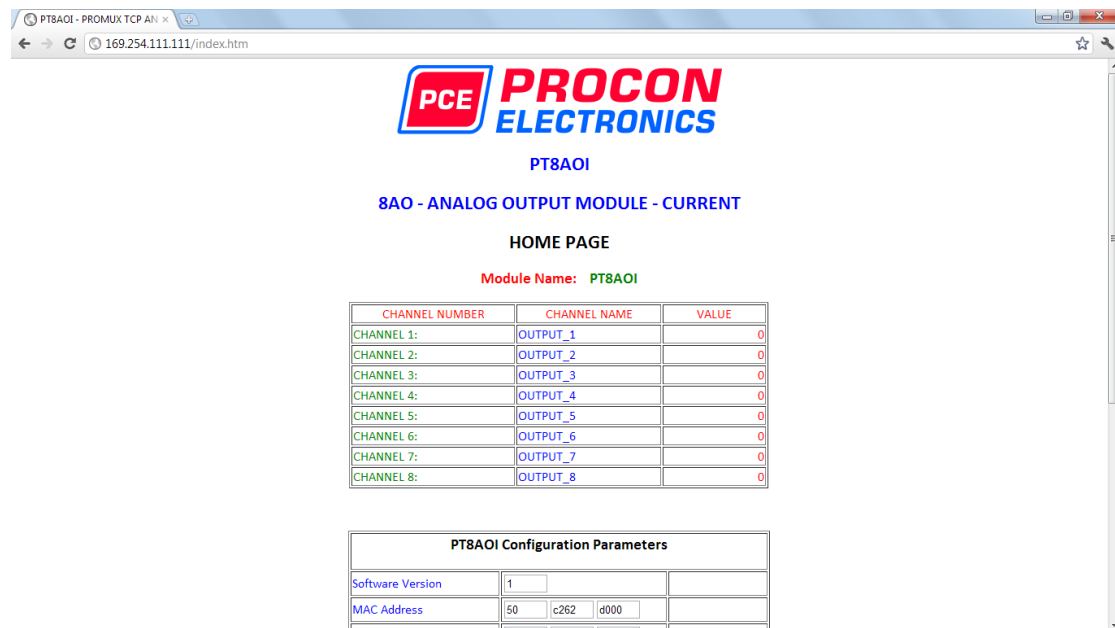 PT8AOI - PROMUX TCP AN
169.254.111.111/index.htm
PCE PROCON
ELECTRONICS
PT8AOI
8AO - ANALOG OUTPUT MODULE - CURRENT
HOME PAGE
Module Name: PT8AOI
CHANNEL NUMBER CHANNEL NAME VALUE
CHANNEL 1: OUTPUT_1 0
CHANNEL 2: OUTPUT_2 0
CHANNEL 3: OUTPUT_3 0
CHANNEL 4: OUTPUT_4 0
CHANNEL 5: OUTPUT_5 0
CHANNEL 6: OUTPUT_6 0
CHANNEL 7: OUTPUT_7 0
CHANNEL 8: OUTPUT_8 0
PT8AOI Configuration Parameters
Software Version 1
MAC Address 50 c262 d000